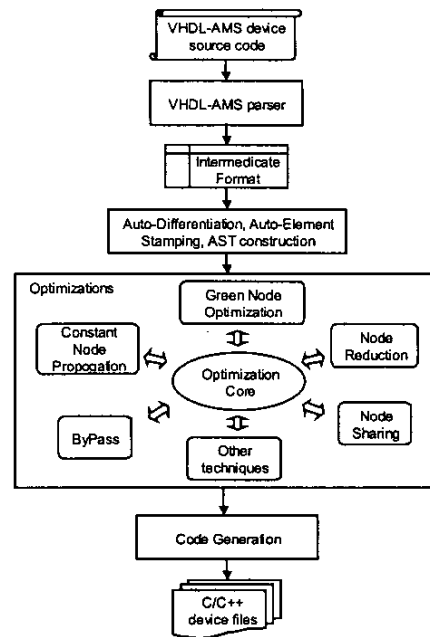 VHDL-AMS device
source code
VHDL-AMS parser
Intermedicate
Format
Auto-Differentiation, Auto-Element
Stamping, AST construction
Optimizations
Green Node
Optimization
Constant
Node
Propogation
Node
Reduction
Optimization
Core
ByPass
Node
Sharing
Other
techniques
Code Generation
C/C++
device files